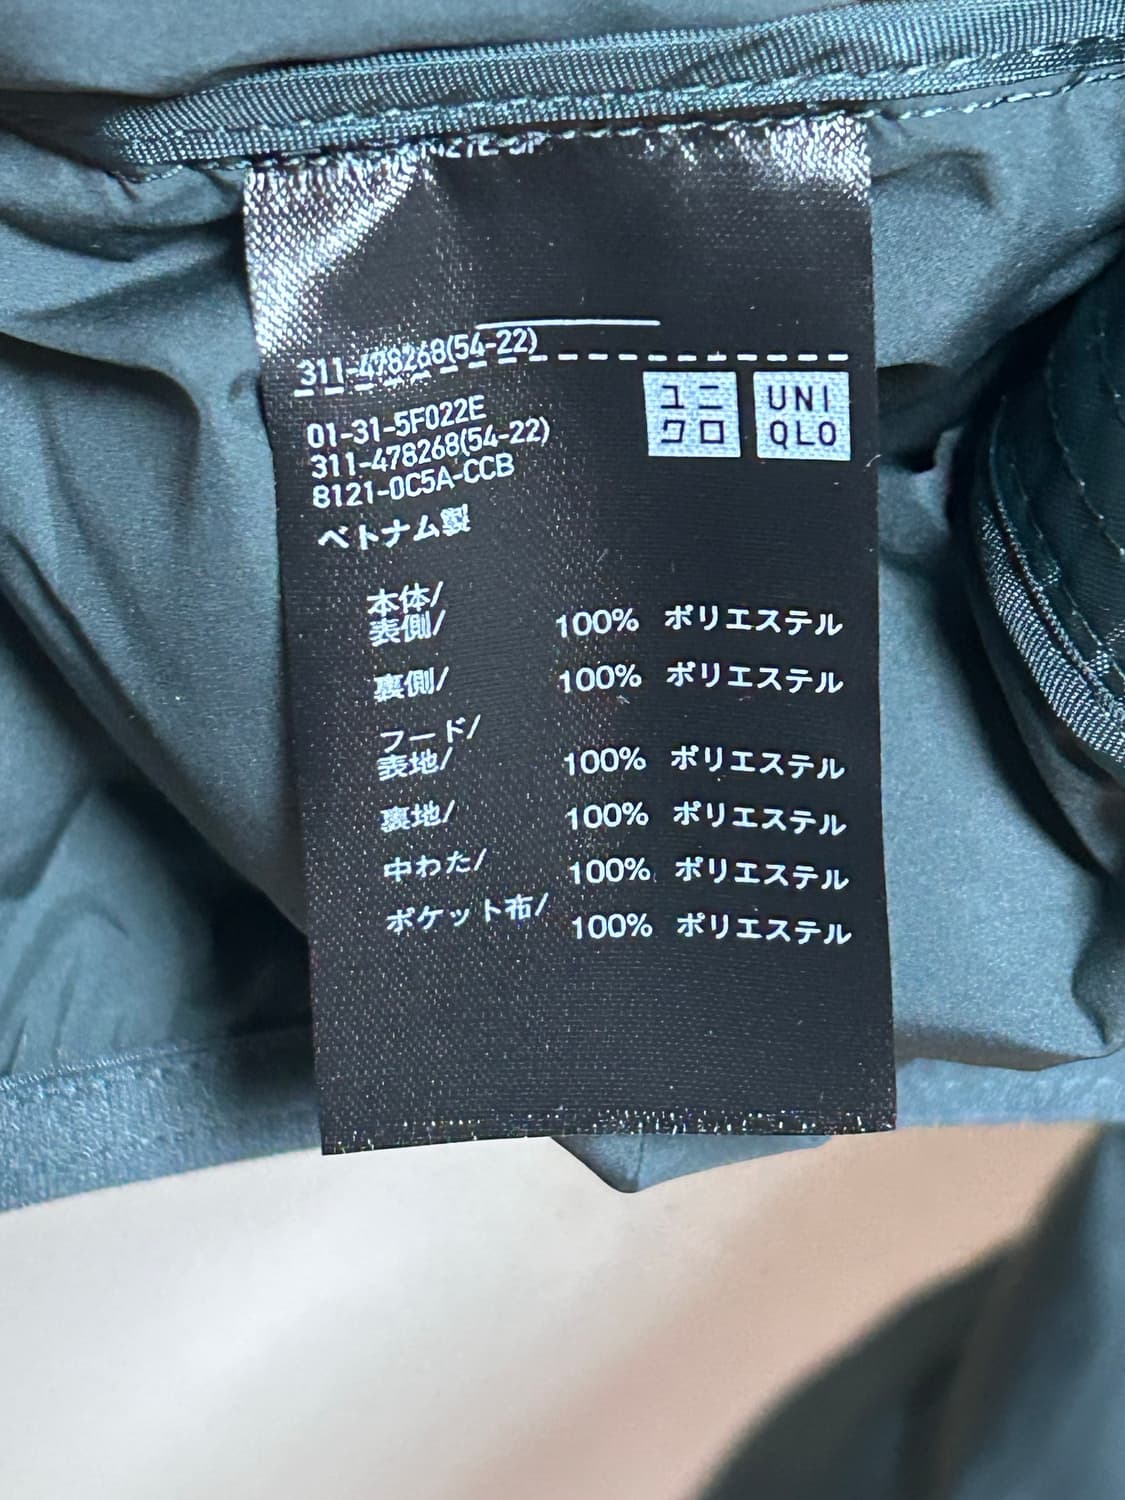 311-478268(54-22)
ユニ
クロ
UNI
QLO
01-31-5F022E
311-478268(54-22)
8121-0C5A-CCB
ベトナム製
本体/
表側/ 100% ポリエステル
裏側/ 100% ポリエステル
フード/
表地/ 100% ポリエステル
裏地/ 100% ポリエステル
中わた/ 100% ポリエステル
ポケット布/ 100% ポリエステル